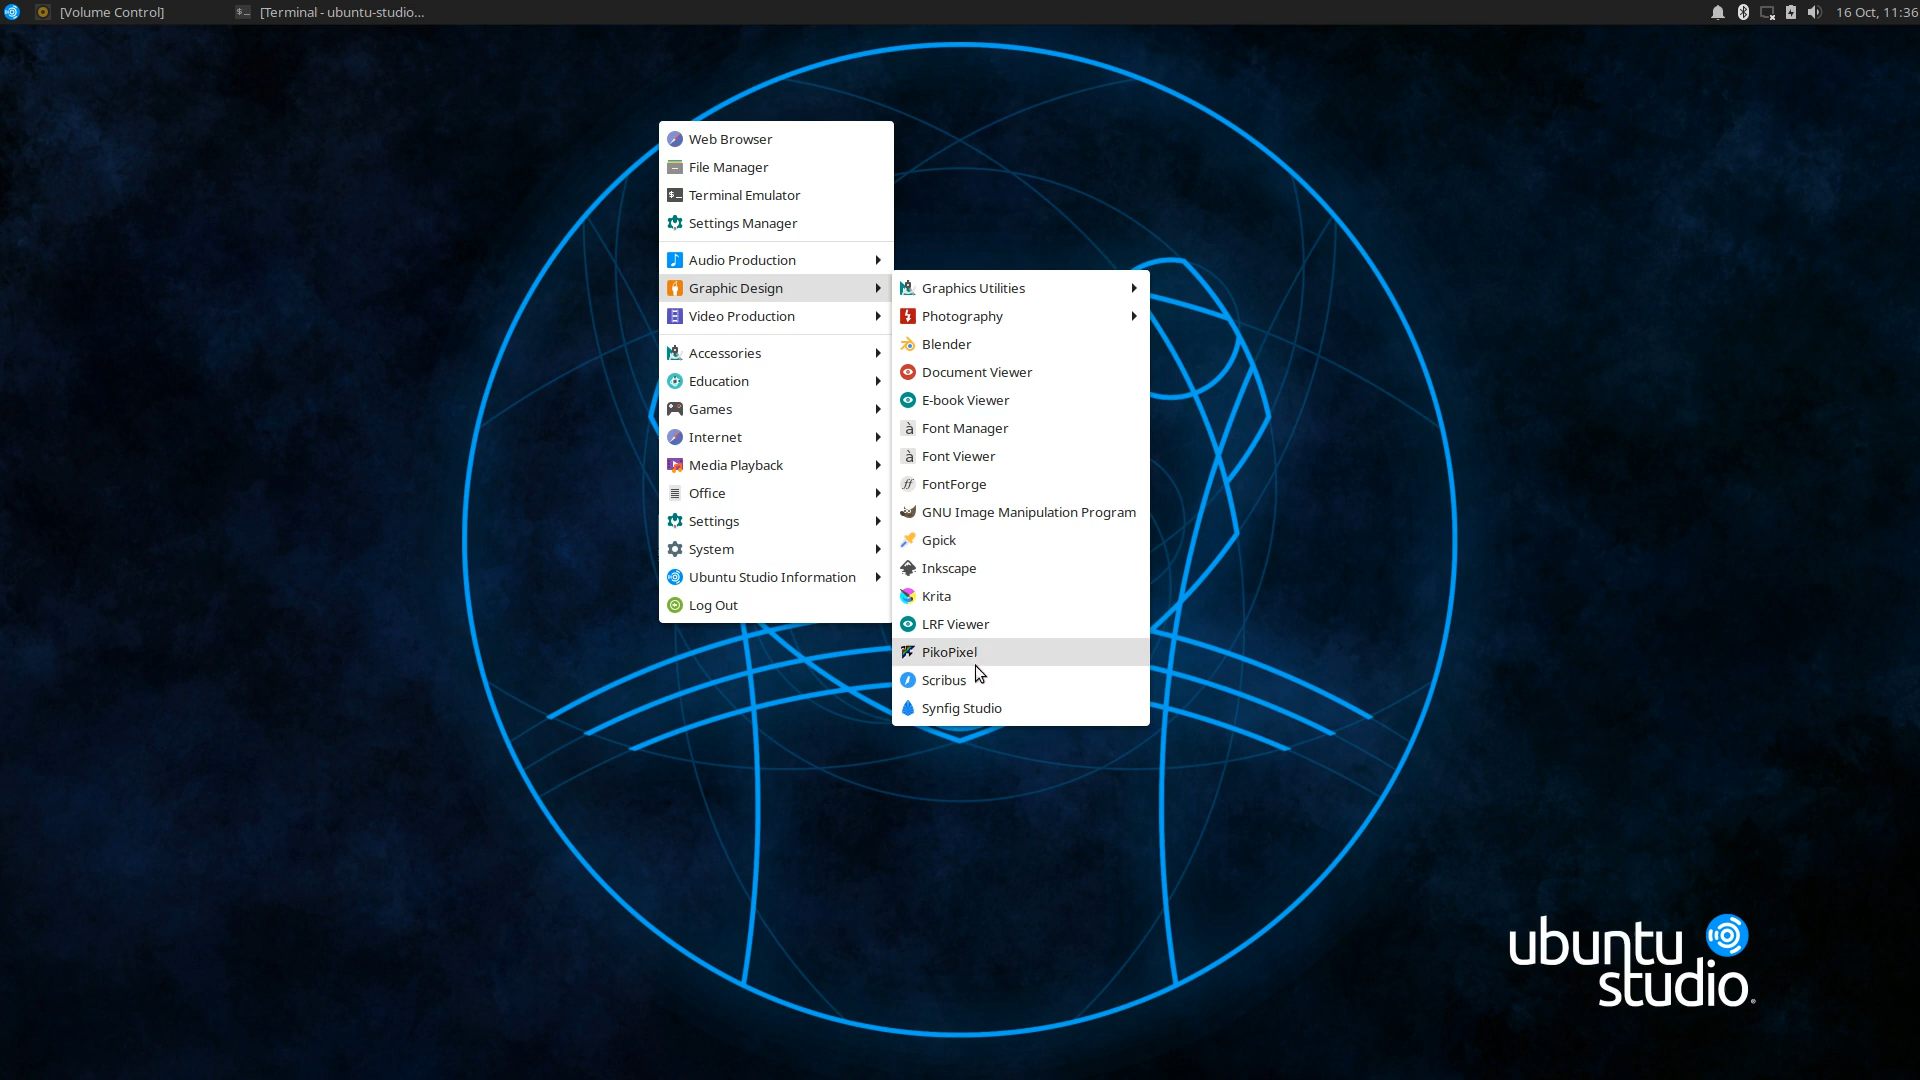 [Volume Control]
[Terminal - ubuntu-studio...
16 Oct, 11:36
Web Browser
File Manager
Terminal Emulator
Settings Manager
Audio Production
Graphic Design
Video Production
Accessories
Education
Games
Internet
Media Playback
Office
Settings
System
Ubuntu Studio Information
Log Out
Graphics Utilities
Photography
Blender
Document Viewer
E-book Viewer
Font Manager
Font Viewer
FontForge
GNU Image Manipulation Program
Gpick
Inkscape
Krita
LRF Viewer
PikoPixel
Scribus
Synfig Studio
ubuntu
studio